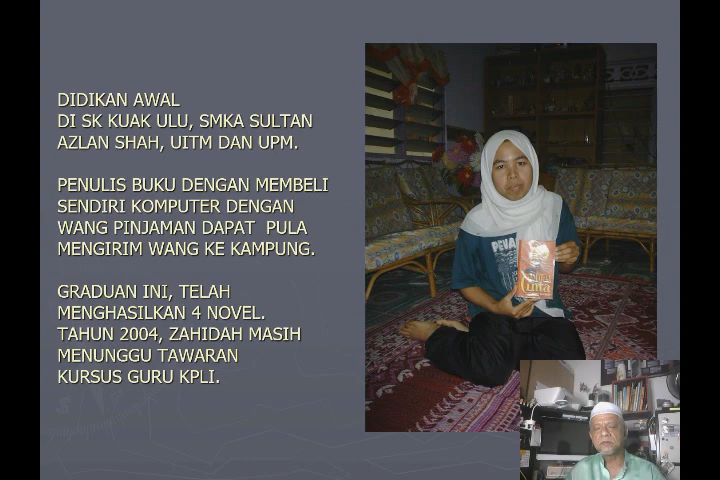 DIDIKAN AWAL
DI SK KUAK ULU, SMKA SULTAN
AZLAN SHAH, UITM DAN UPM.
PENULIS BUKU DENGAN MEMBELI
SENDIRI KOMPUTER DENGAN
WANG PINJAMAN DAPAT PULA
MENGIRIM WANG KE KAMPUNG.
GRADUAN INI, TELAH
MENGHASILKAN 4 NOVEL.
TAHUN 2004, ZAHIDAH MASIH
MENUNGGU TAWARAN
KURSUS GURU KPLI.
Cinta